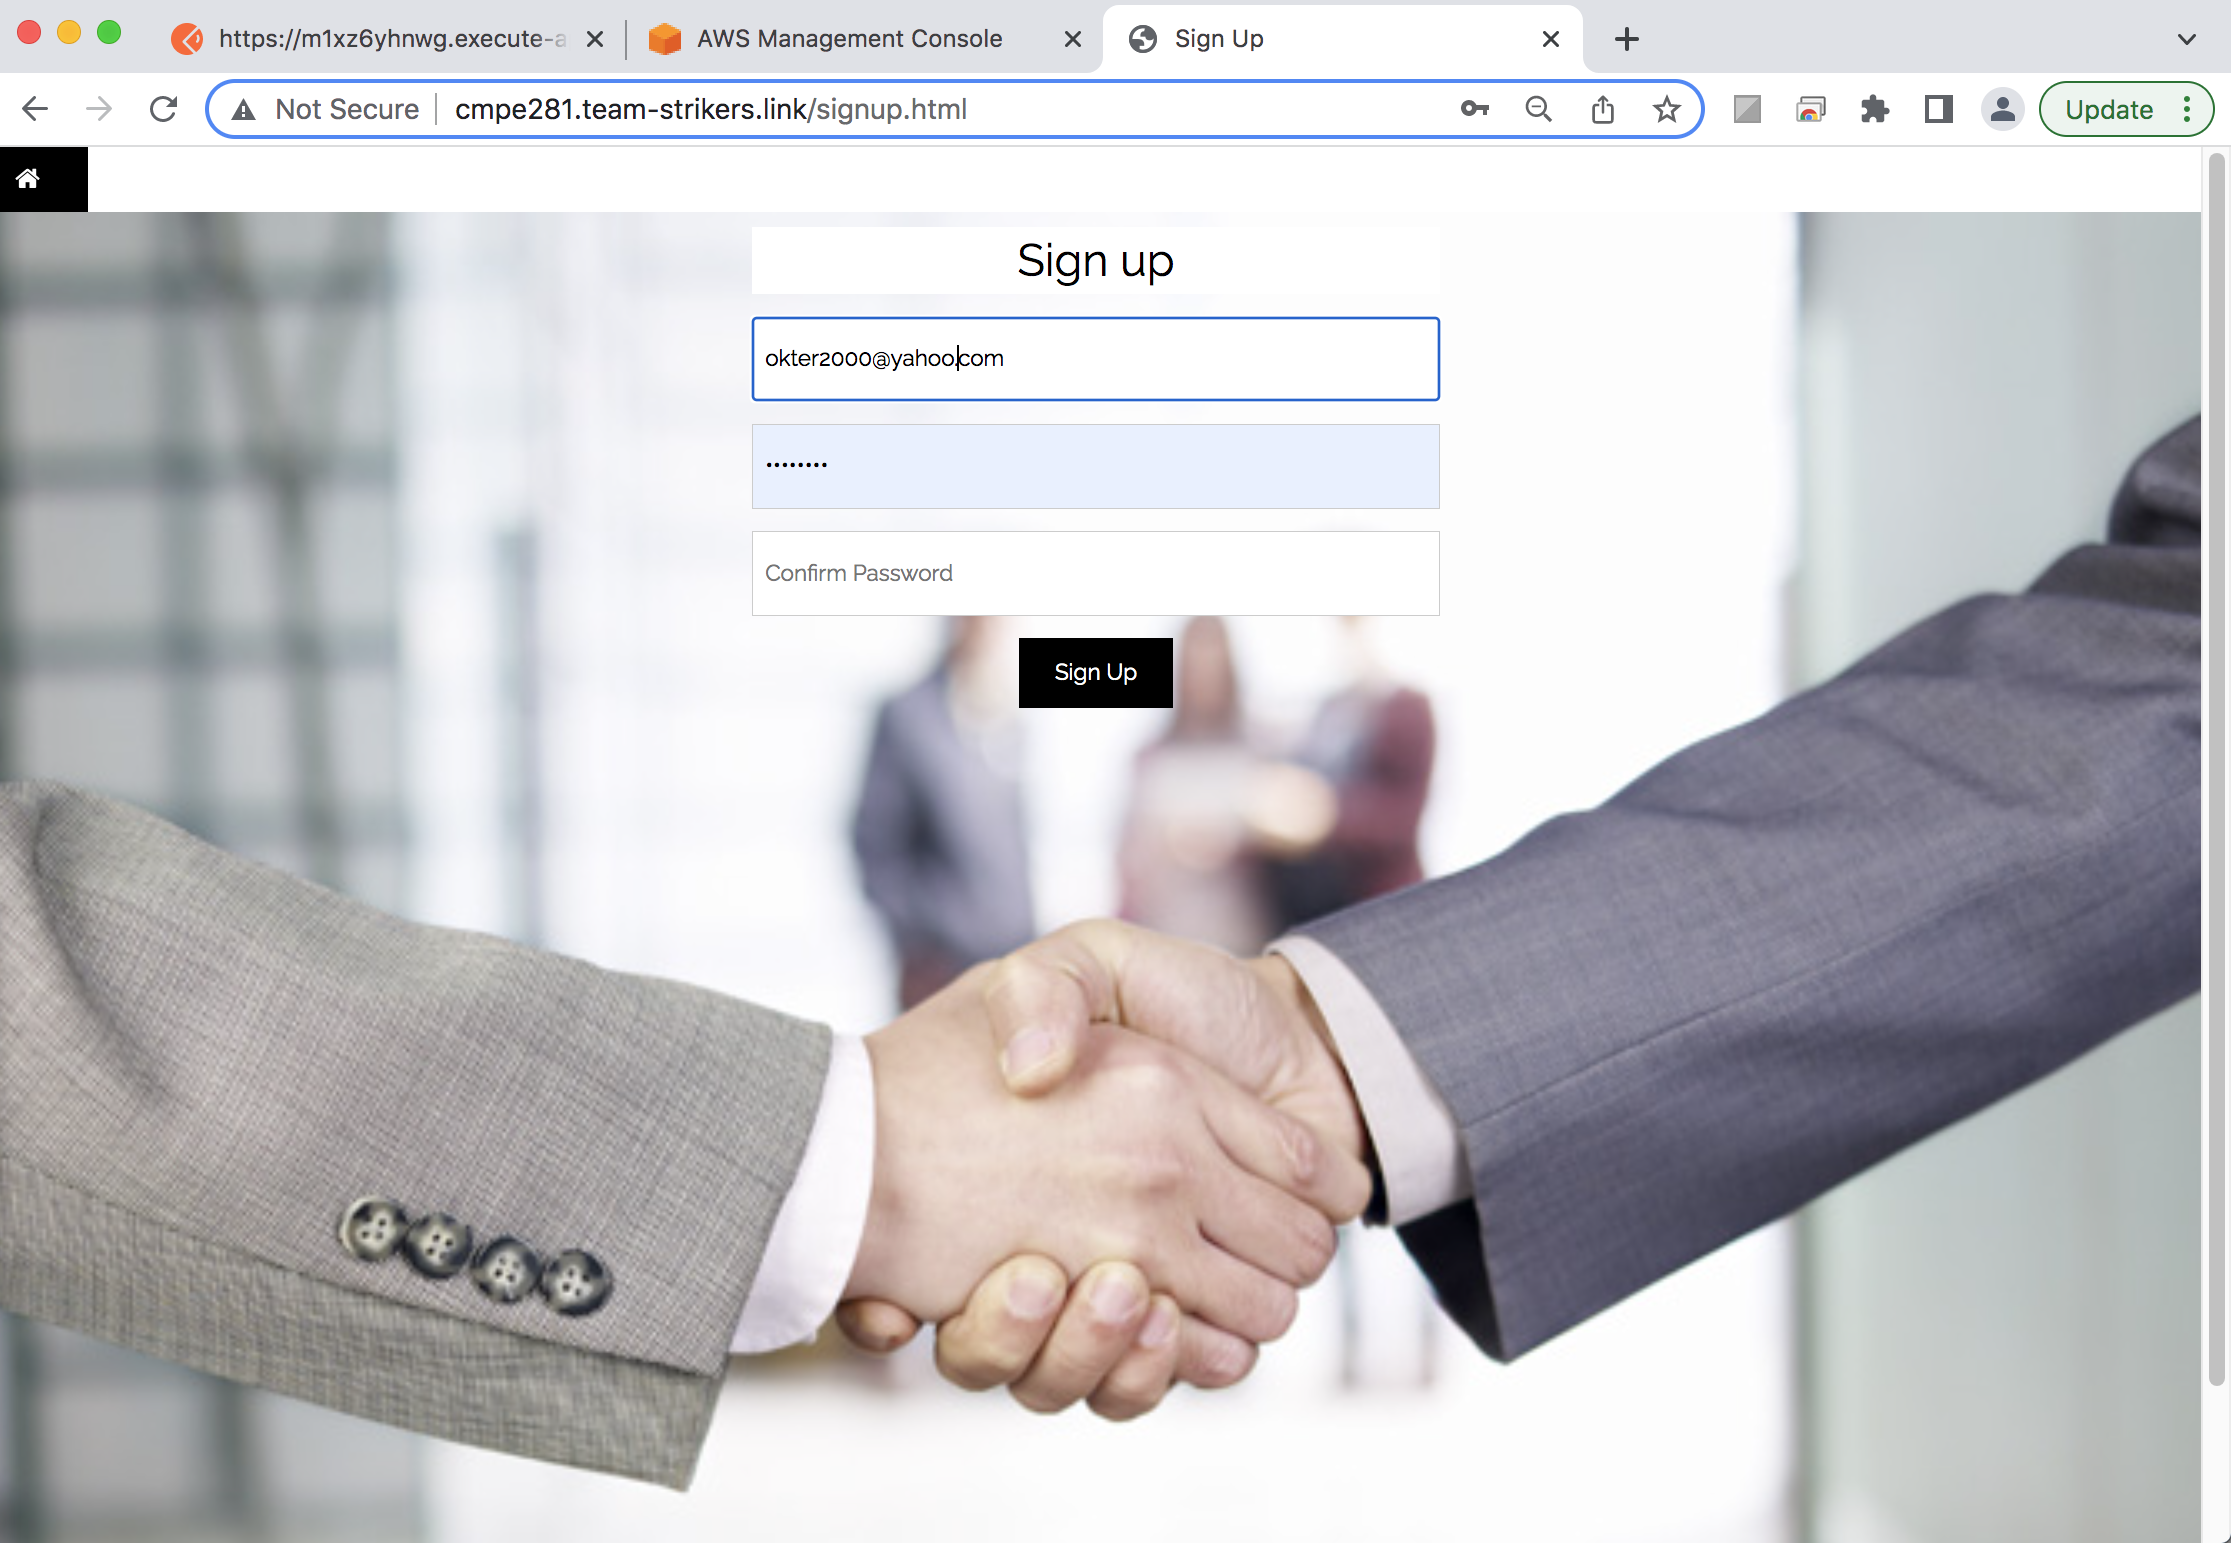 https://m1xz6yhnwg.execute-a
AWS Management Console
Sign Up
Not Secure
cmpe281.team-strikers.link/signup.html
Update
Sign up
okter2000@yahoo.com
••••••••
Confirm Password
Sign Up